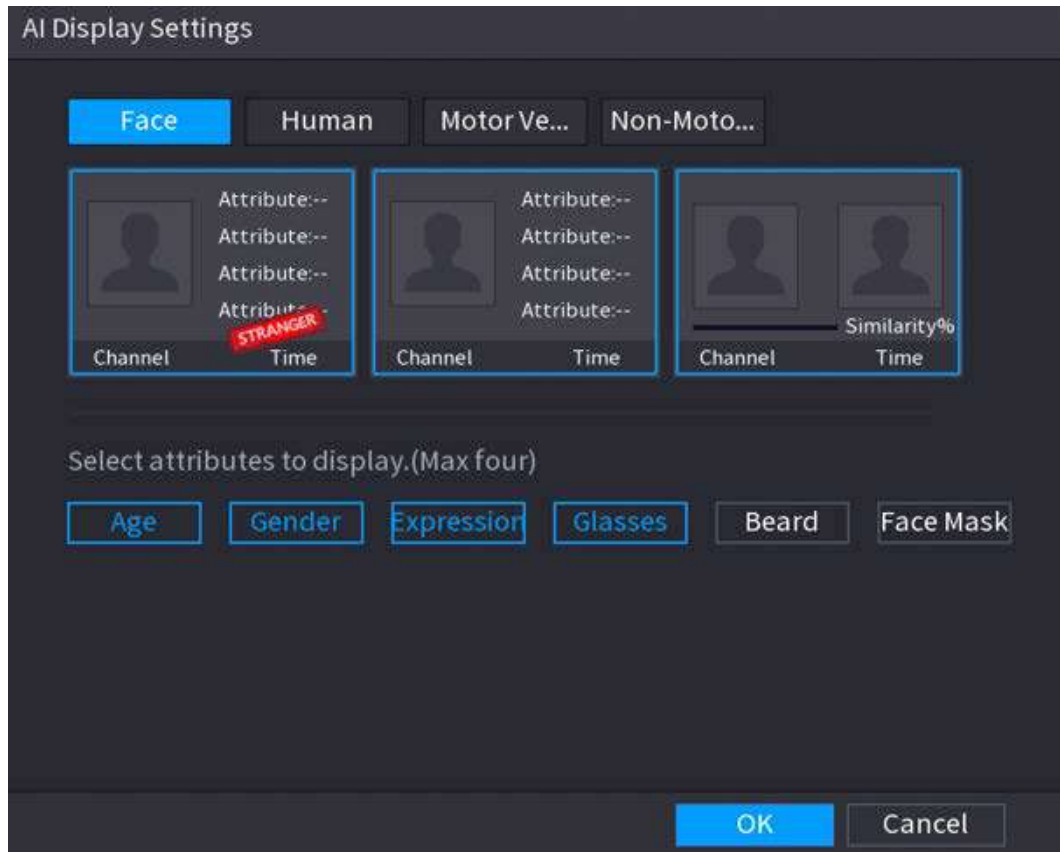 AI Display Settings
Face Human Motor Ve... Non-Moto...
Attribute:-- Attribute:--
Attribute:-- Attribute:--
Attribute:-- Attribute:--
Attribute:-- Attribute:--
STRANGER Similarity%
Channel Time Channel Time Channel Time
Select attributes to display.(Max four)
Age Gender Expression Glasses Beard Face Mask
OK Cancel